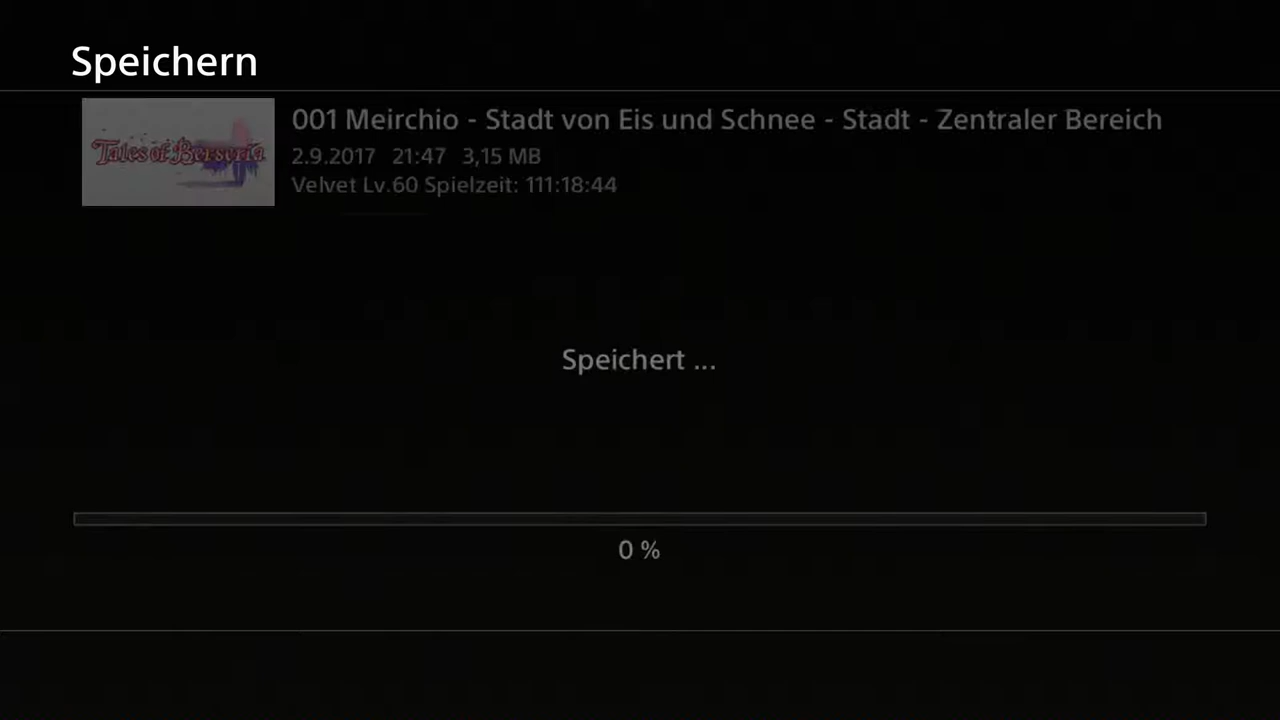 Speichern
Tales of Berseria
001 Meirchio - Stadt von Eis und Schnee - Stadt - Zentraler Bereich
2.9.2017 21:47 3,15 MB
Velvet Lv.60 Spielzeit: 111:18:44
Speichert ...
0 %